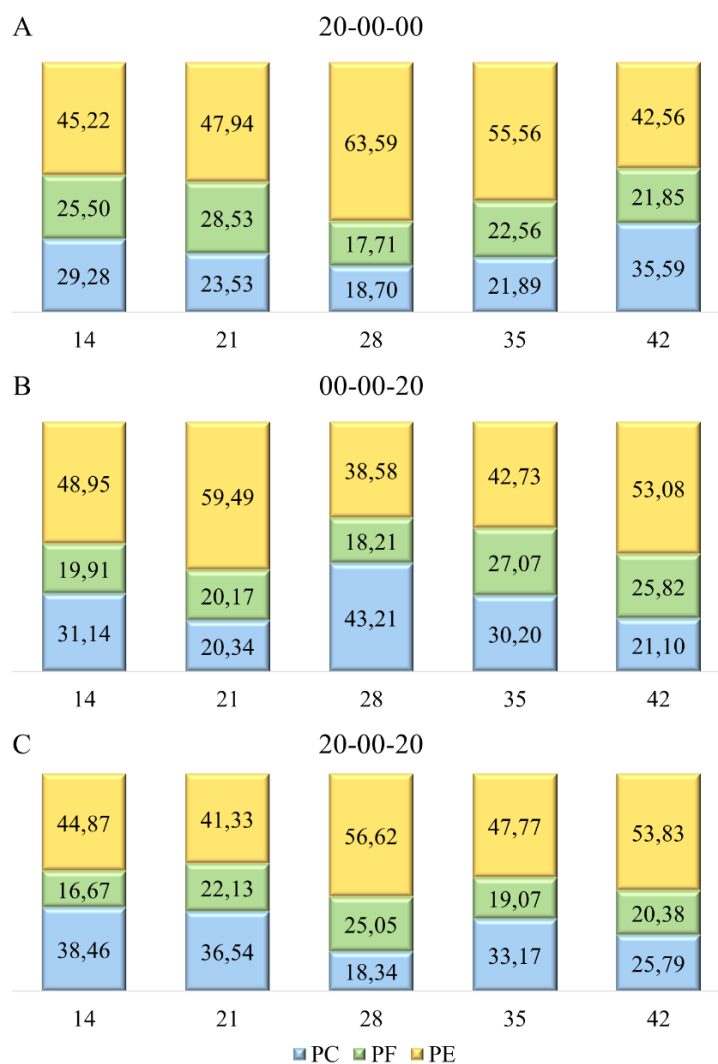 A 20-00-00
45,22 47,94 63,59 55,56 42,56
25,50 28,53 17,71 22,56 21,85
29,28 23,53 18,70 21,89 35,59
14 21 28 35 42
B 00-00-20
48,95 59,49 38,58 42,73 53,08
19,91 20,17 18,21 27,07 25,82
31,14 20,34 43,21 30,20 21,10
14 21 28 35 42
C 20-00-20
44,87 41,33 56,62 47,77 53,83
16,67 22,13 25,05 19,07 20,38
38,46 36,54 18,34 33,17 25,79
14 21 28 35 42
PC PF PE